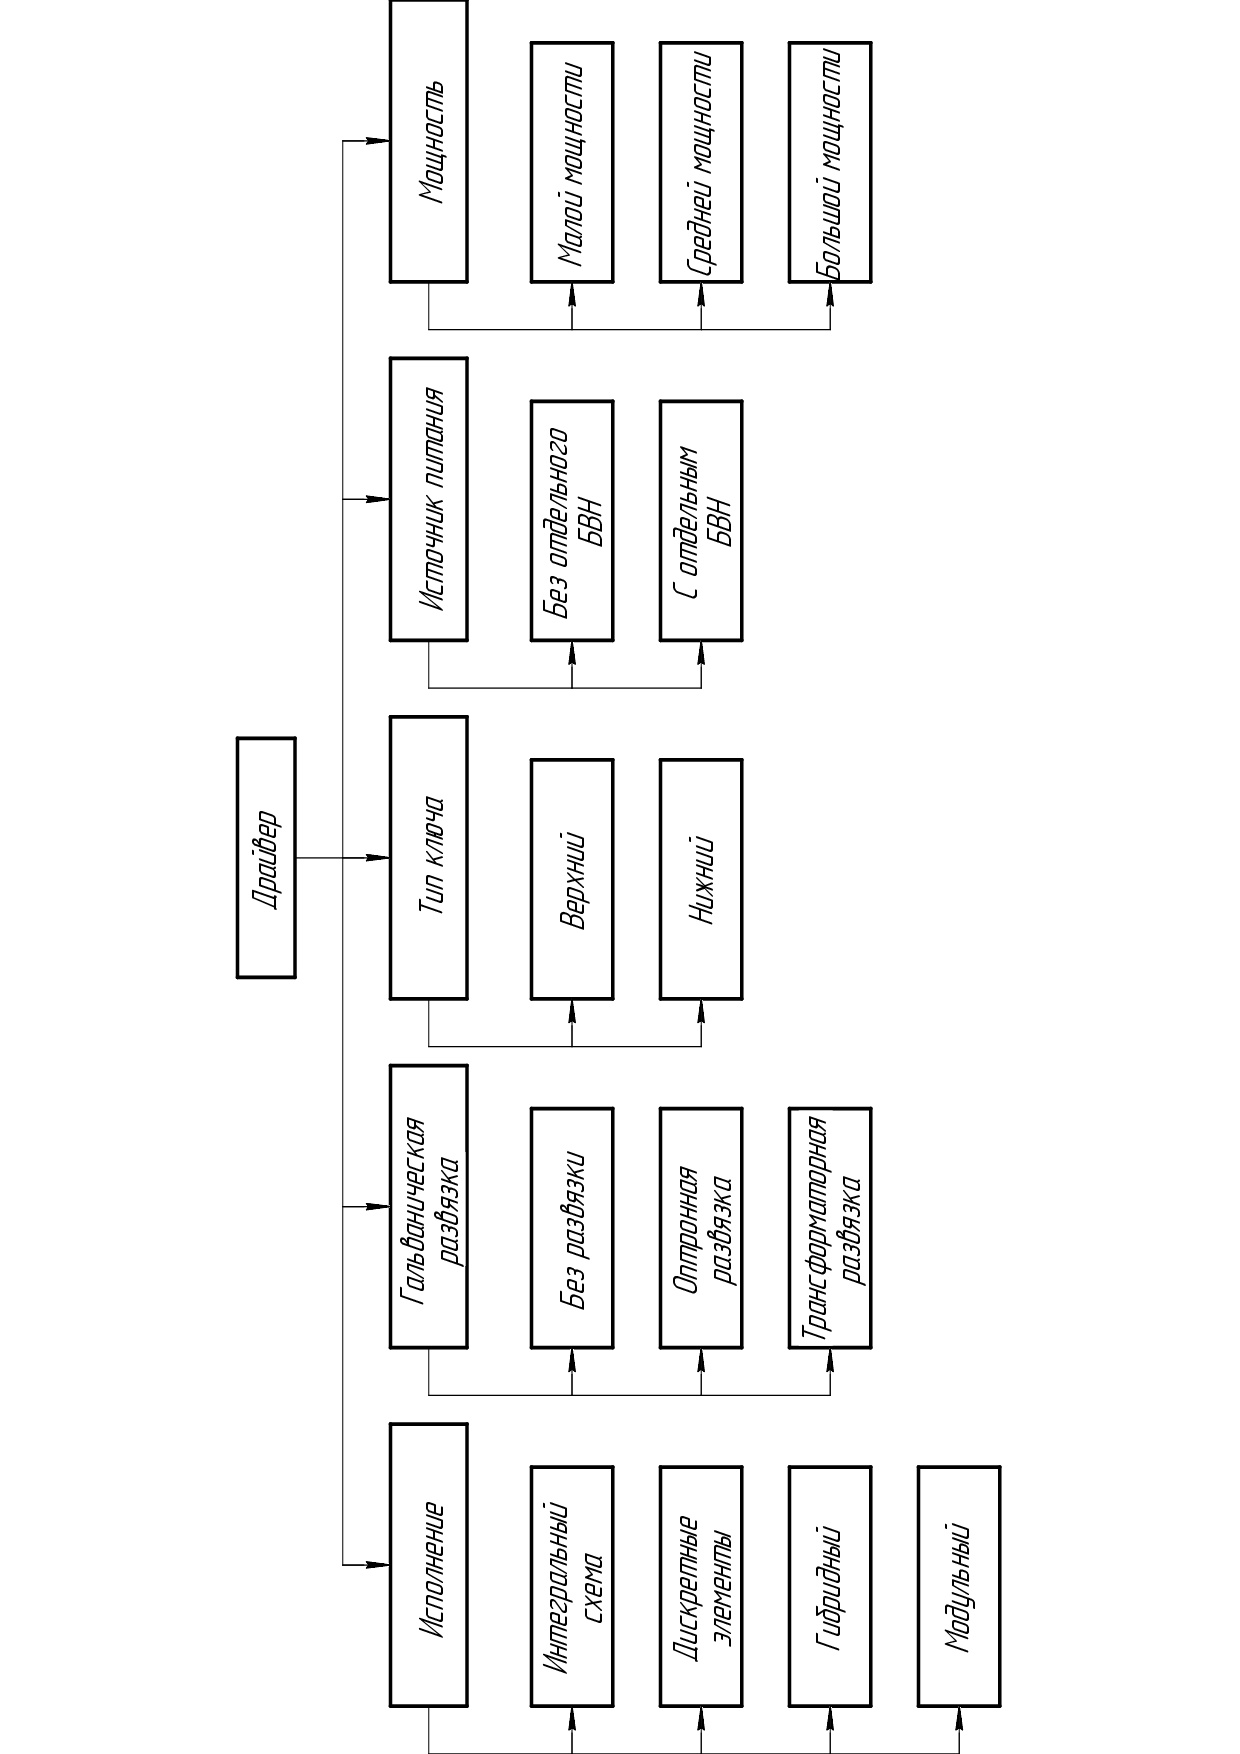 Драйвер
Исполнение
Гальваническая
развязка
Тип ключа
Источник питания
Мощность
Интегральный
схема
Дискретные
элементы
Гибридный
Модульный
Без развязки
Оптронная
развязка
Трансформаторная
развязка
Верхний
Нижний
Без отдельного
БВН
С отдельным
БВН
Малой мощности
Средней мощности
Большой мощности